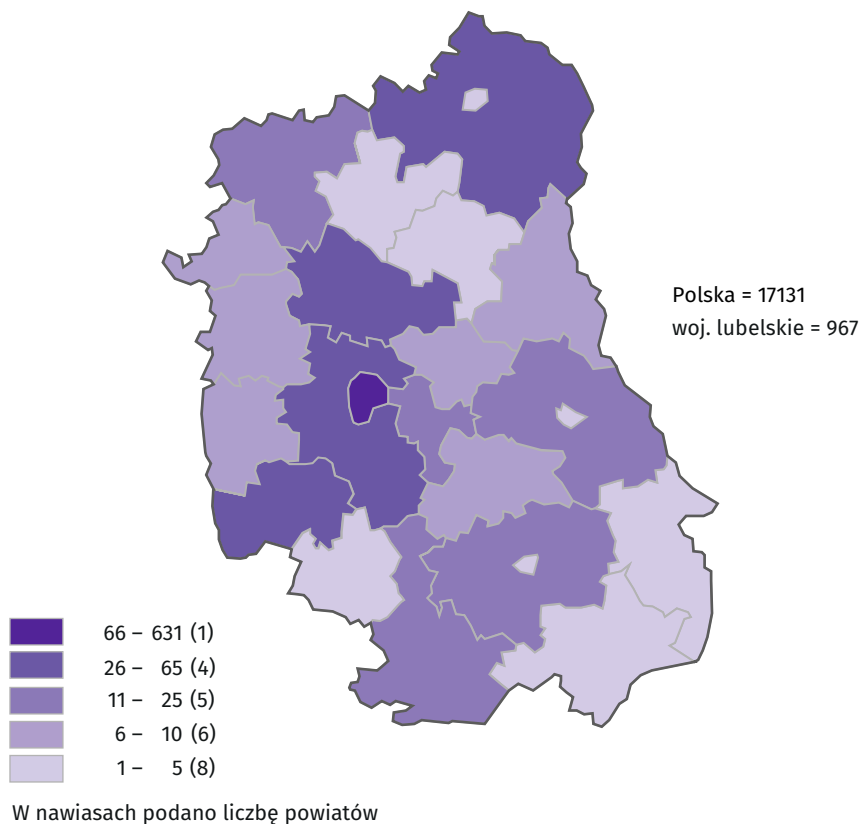 Polska = 17131
woj. lubelskie = 967
66 – 631 (1)
26 – 65 (4)
11 – 25 (5)
6 – 10 (6)
1 – 5 (8)
W nawiasach podano liczbę powiatów